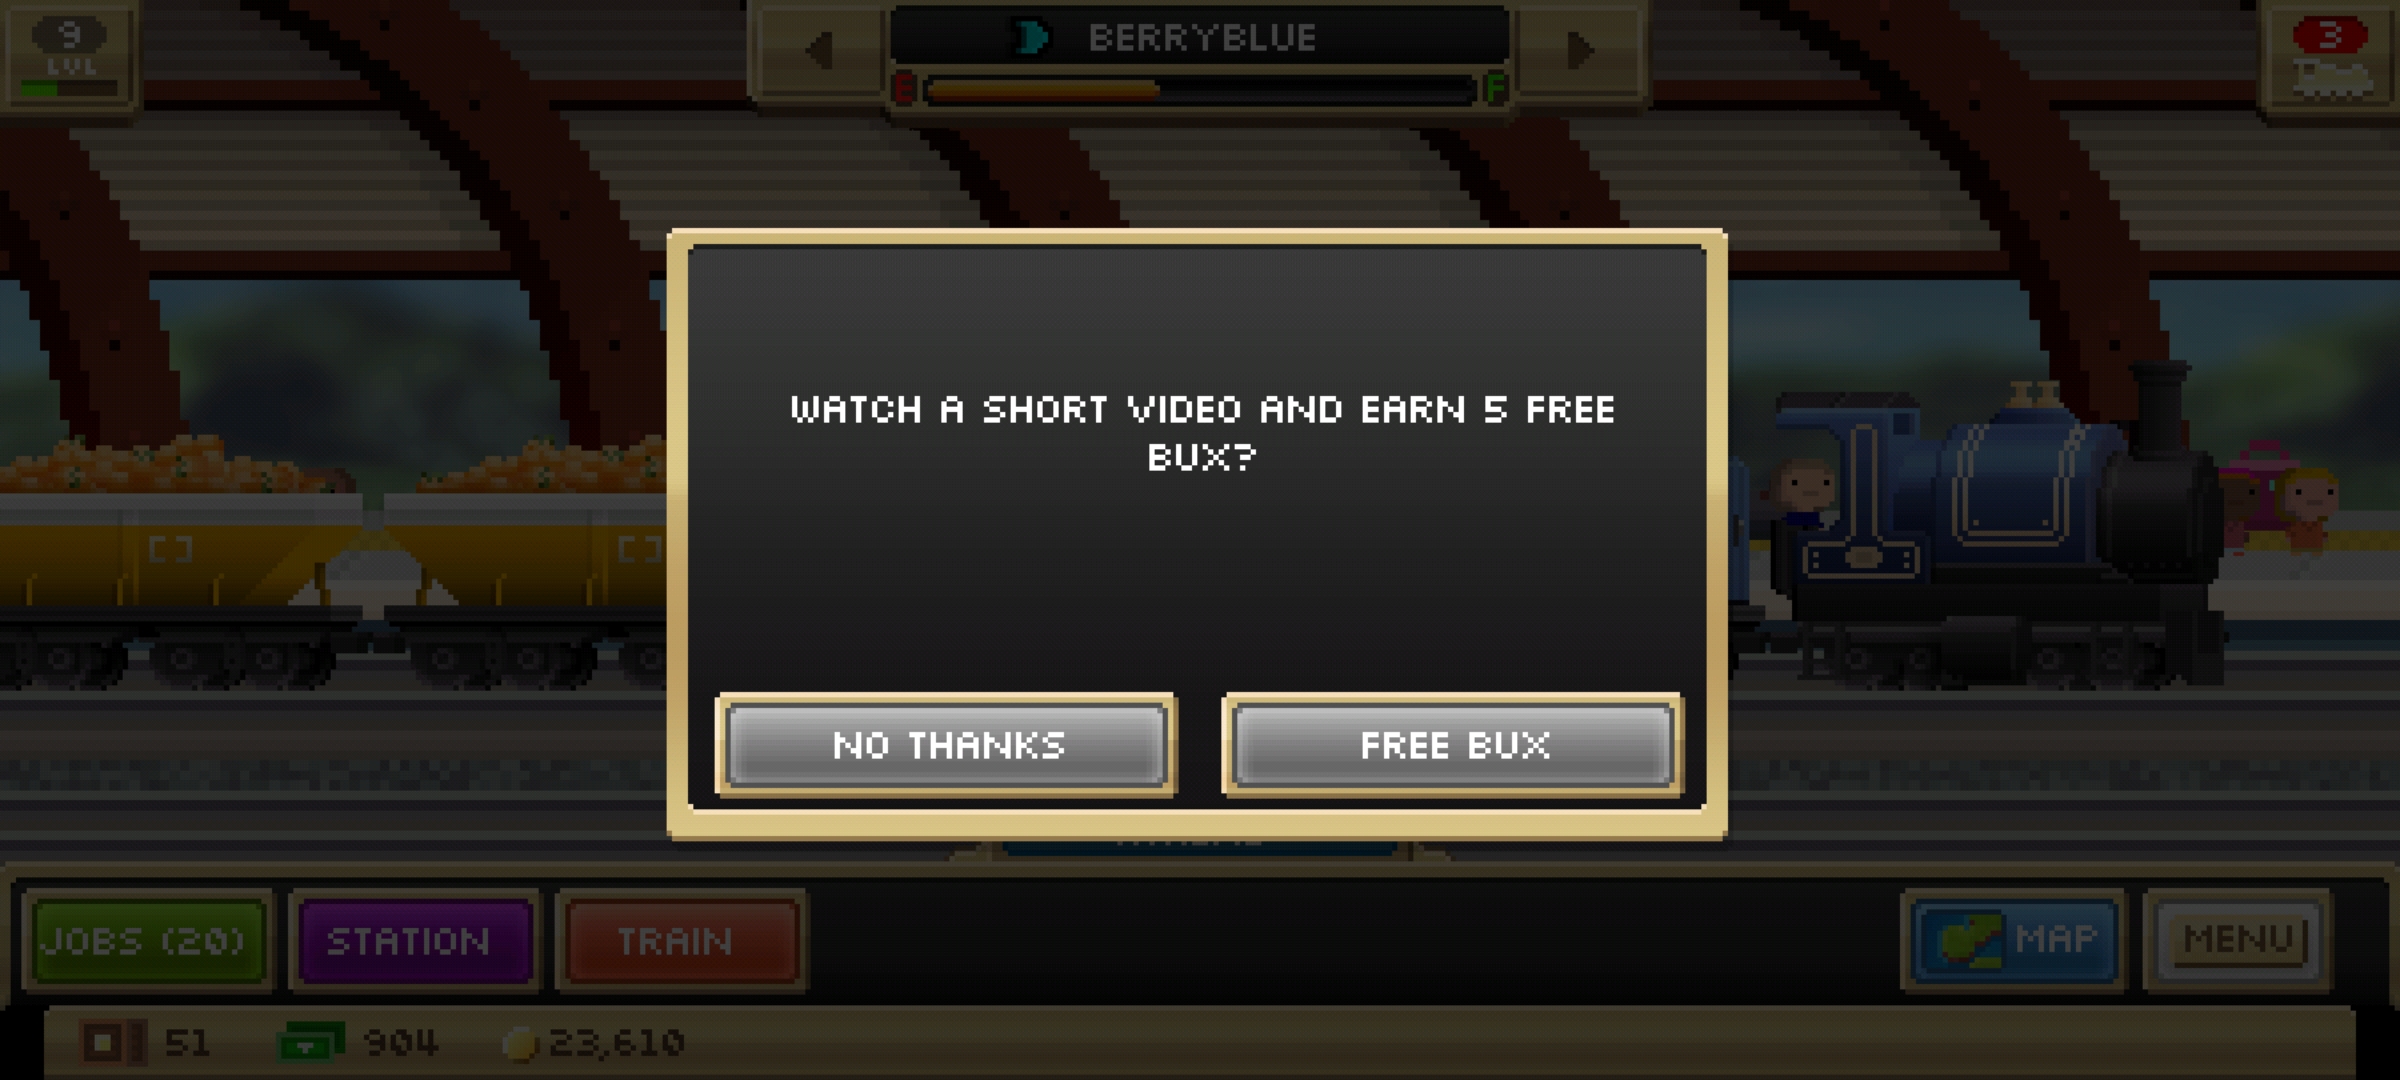 9
LVL
BERRYBLUE
E
F
3
WATCH A SHORT VIDEO AND EARN 5 FREE
BUX?
NO THANKS
FREE BUX
JOBS (20)
STATION
TRAIN
MAP
MENU
51
904
23,610